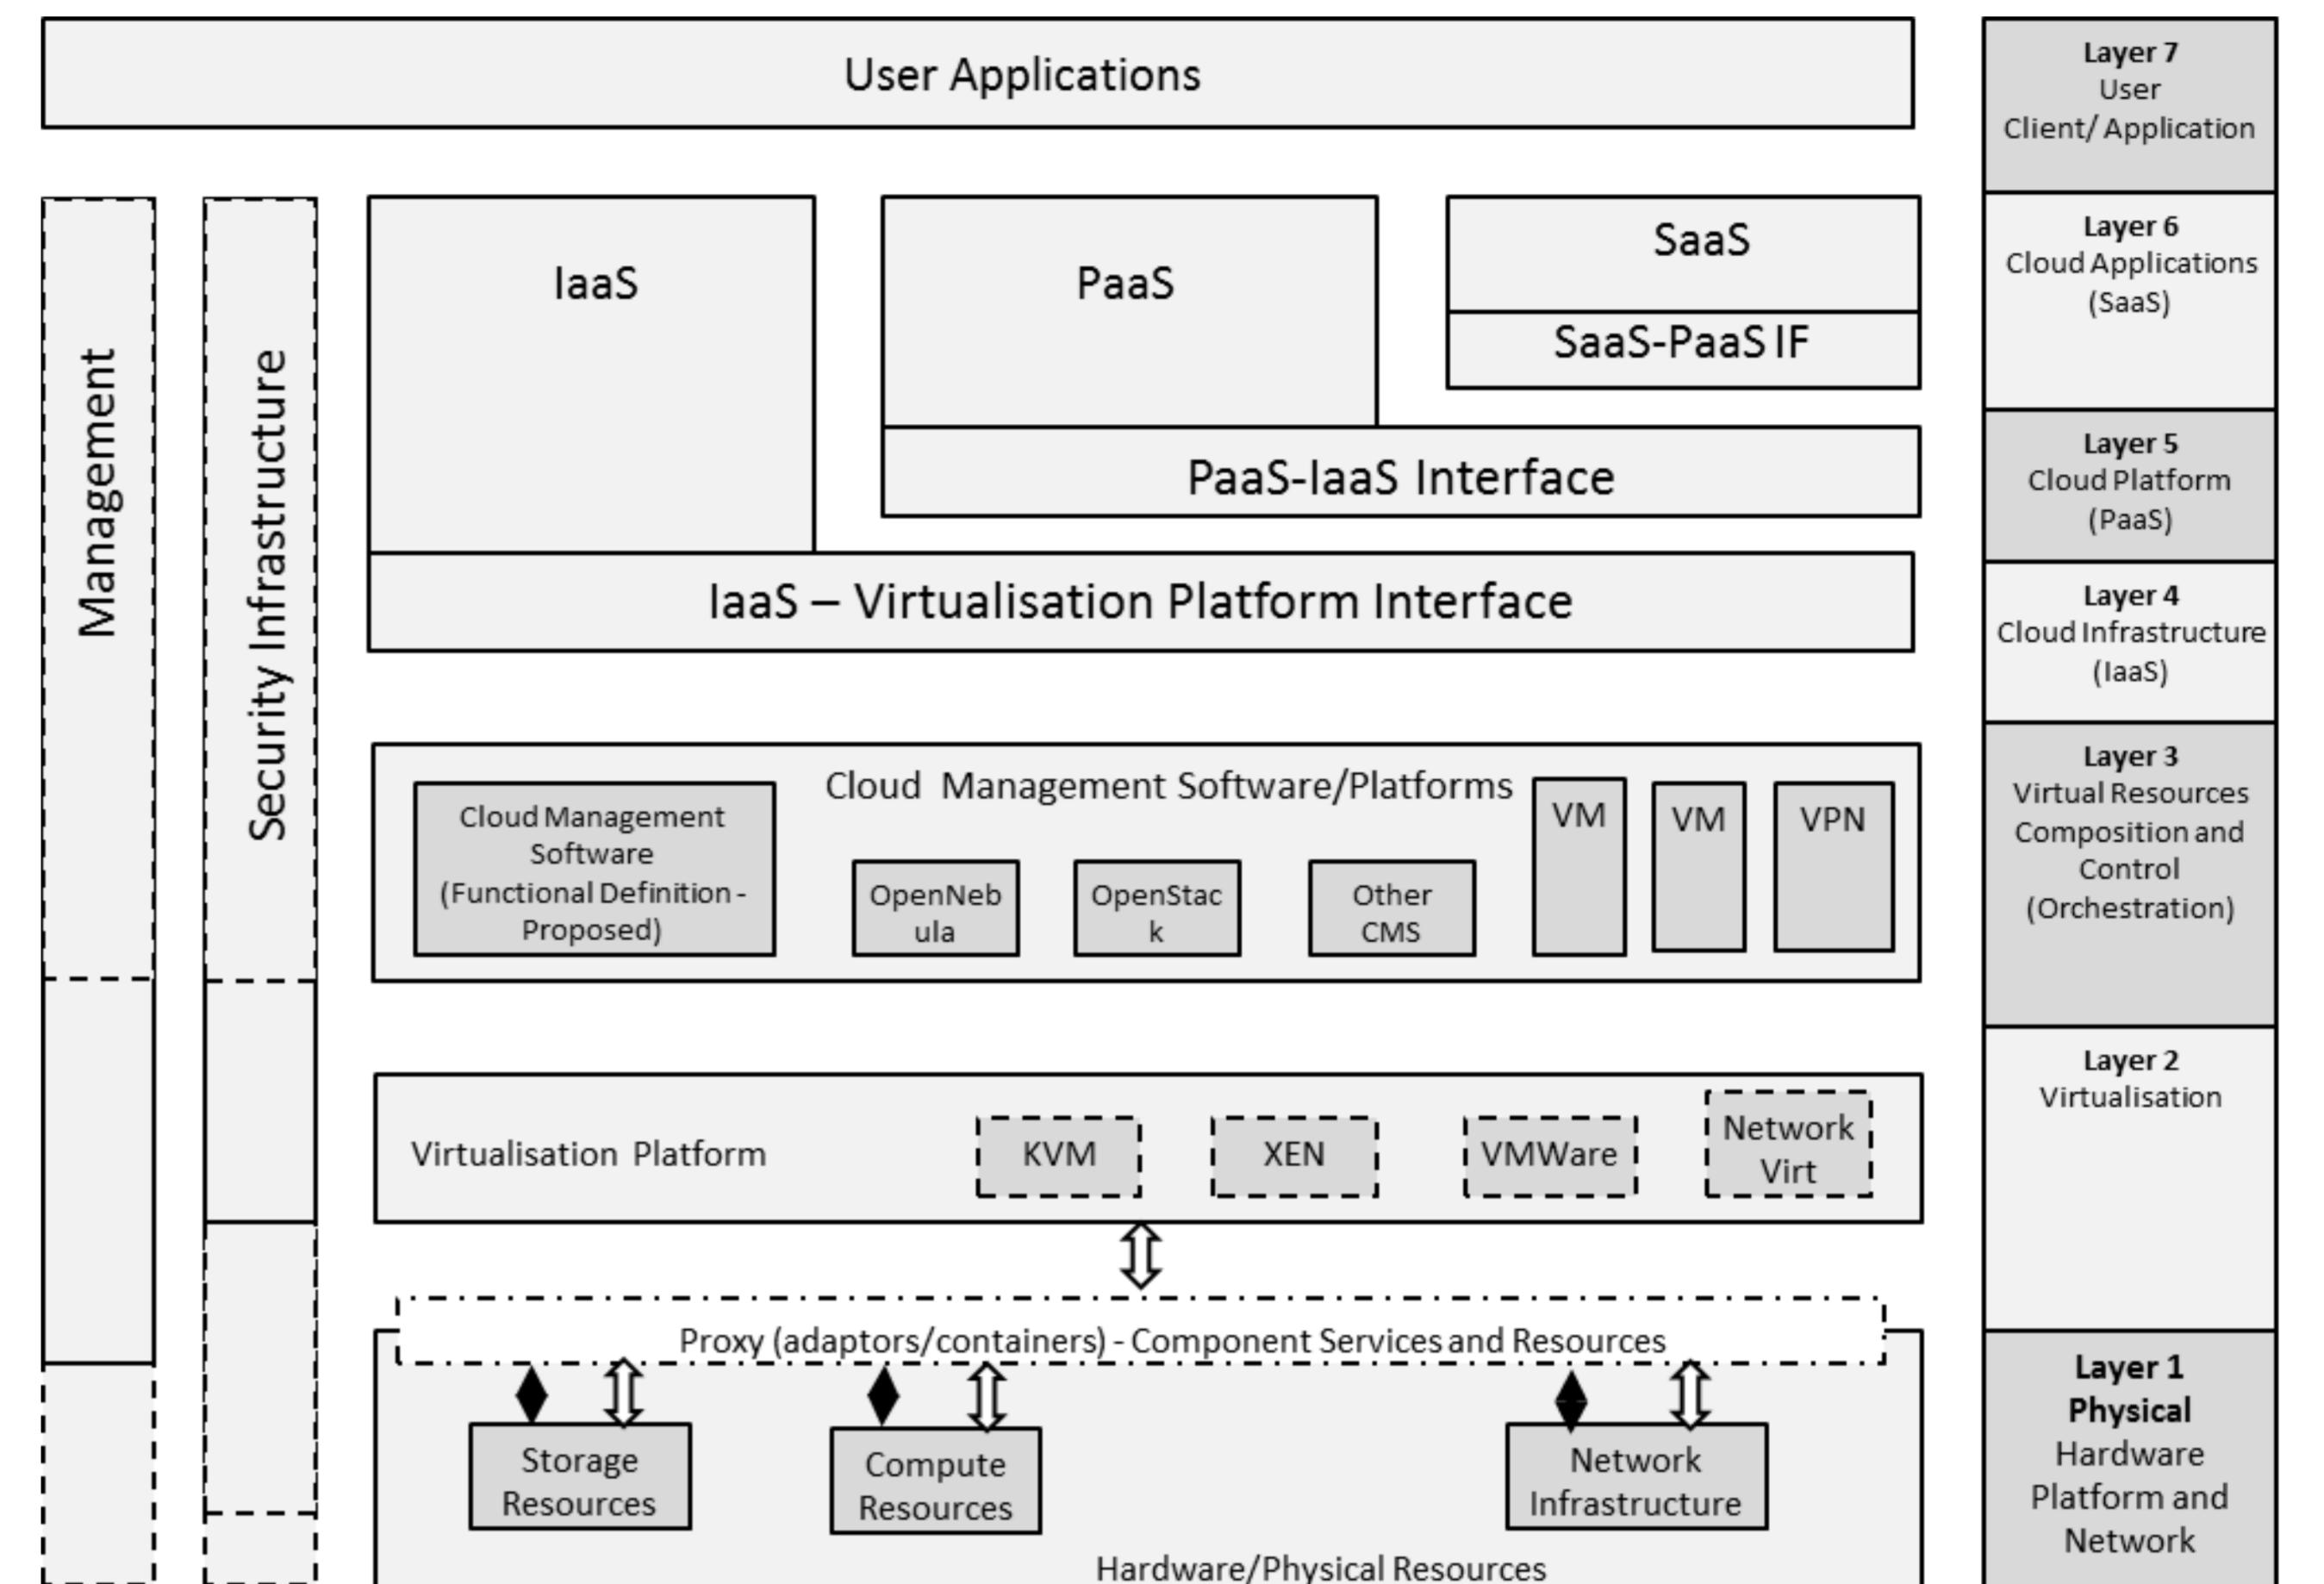 User Applications
Layer 7
User
Client/ Application
Management
Security Infrastructure
IaaS
PaaS
SaaS
SaaS-PaaS IF
PaaS-IaaS Interface
IaaS – Virtualisation Platform Interface
Layer 6
Cloud Applications
(SaaS)
Layer 5
Cloud Platform
(PaaS)
Layer 4
Cloud Infrastructure
(IaaS)
Cloud Management Software/Platforms
Cloud Management
Software
(Functional Definition -
Proposed)
OpenNeb
ula
OpenStac
k
Other
CMS
VM
VM
VPN
Layer 3
Virtual Resources
Composition and
Control
(Orchestration)
Virtualisation Platform
KVM
XEN
VMWare
Network
Virt
Layer 2
Virtualisation
Proxy (adaptors/containers) - Component Services and Resources
Storage
Resources
Compute
Resources
Network
Infrastructure
Hardware/Physical Resources
Layer 1
Physical
Hardware
Platform and
Network